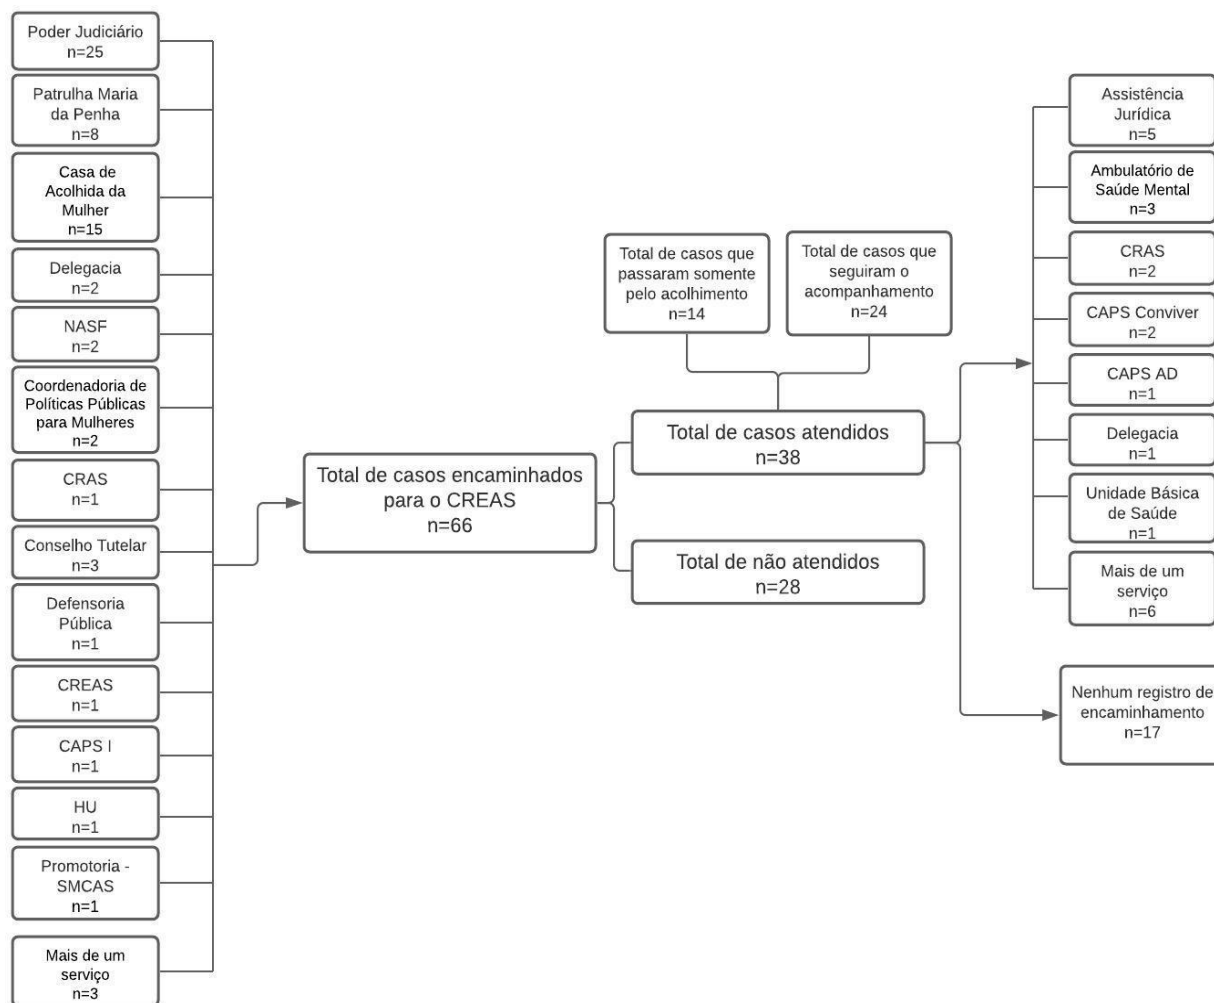 Poder Judiciário
n=25
Patrulha Maria
da Penha
n=8
Casa de
Acolhida da
Mulher
n=15
Delegacia
n=2
NASF
n=2
Coordenadoria de
Políticas Públicas
para Mulheres
n=2
CRAS
n=1
Conselho Tutelar
n=3
Defensoria
Pública
n=1
CREAS
n=1
CAPS I
n=1
HU
n=1
Promotoria -
SMCAS
n=1
Mais de um
serviço
n=3
Total de casos encaminhados
para o CREAS
n=66
Total de casos que
passaram somente
pelo acolhimento
n=14
Total de casos que
seguiram o
acompanhamento
n=24
Total de casos atendidos
n=38
Total de não atendidos
n=28
Assistência
Jurídica
n=5
Ambulatório de
Saúde Mental
n=3
CRAS
n=2
CAPS Conviver
n=2
CAPS AD
n=1
Delegacia
n=1
Unidade Básica
de Saúde
n=1
Mais de um
serviço
n=6
Nenhum registro de
encaminhamento
n=17